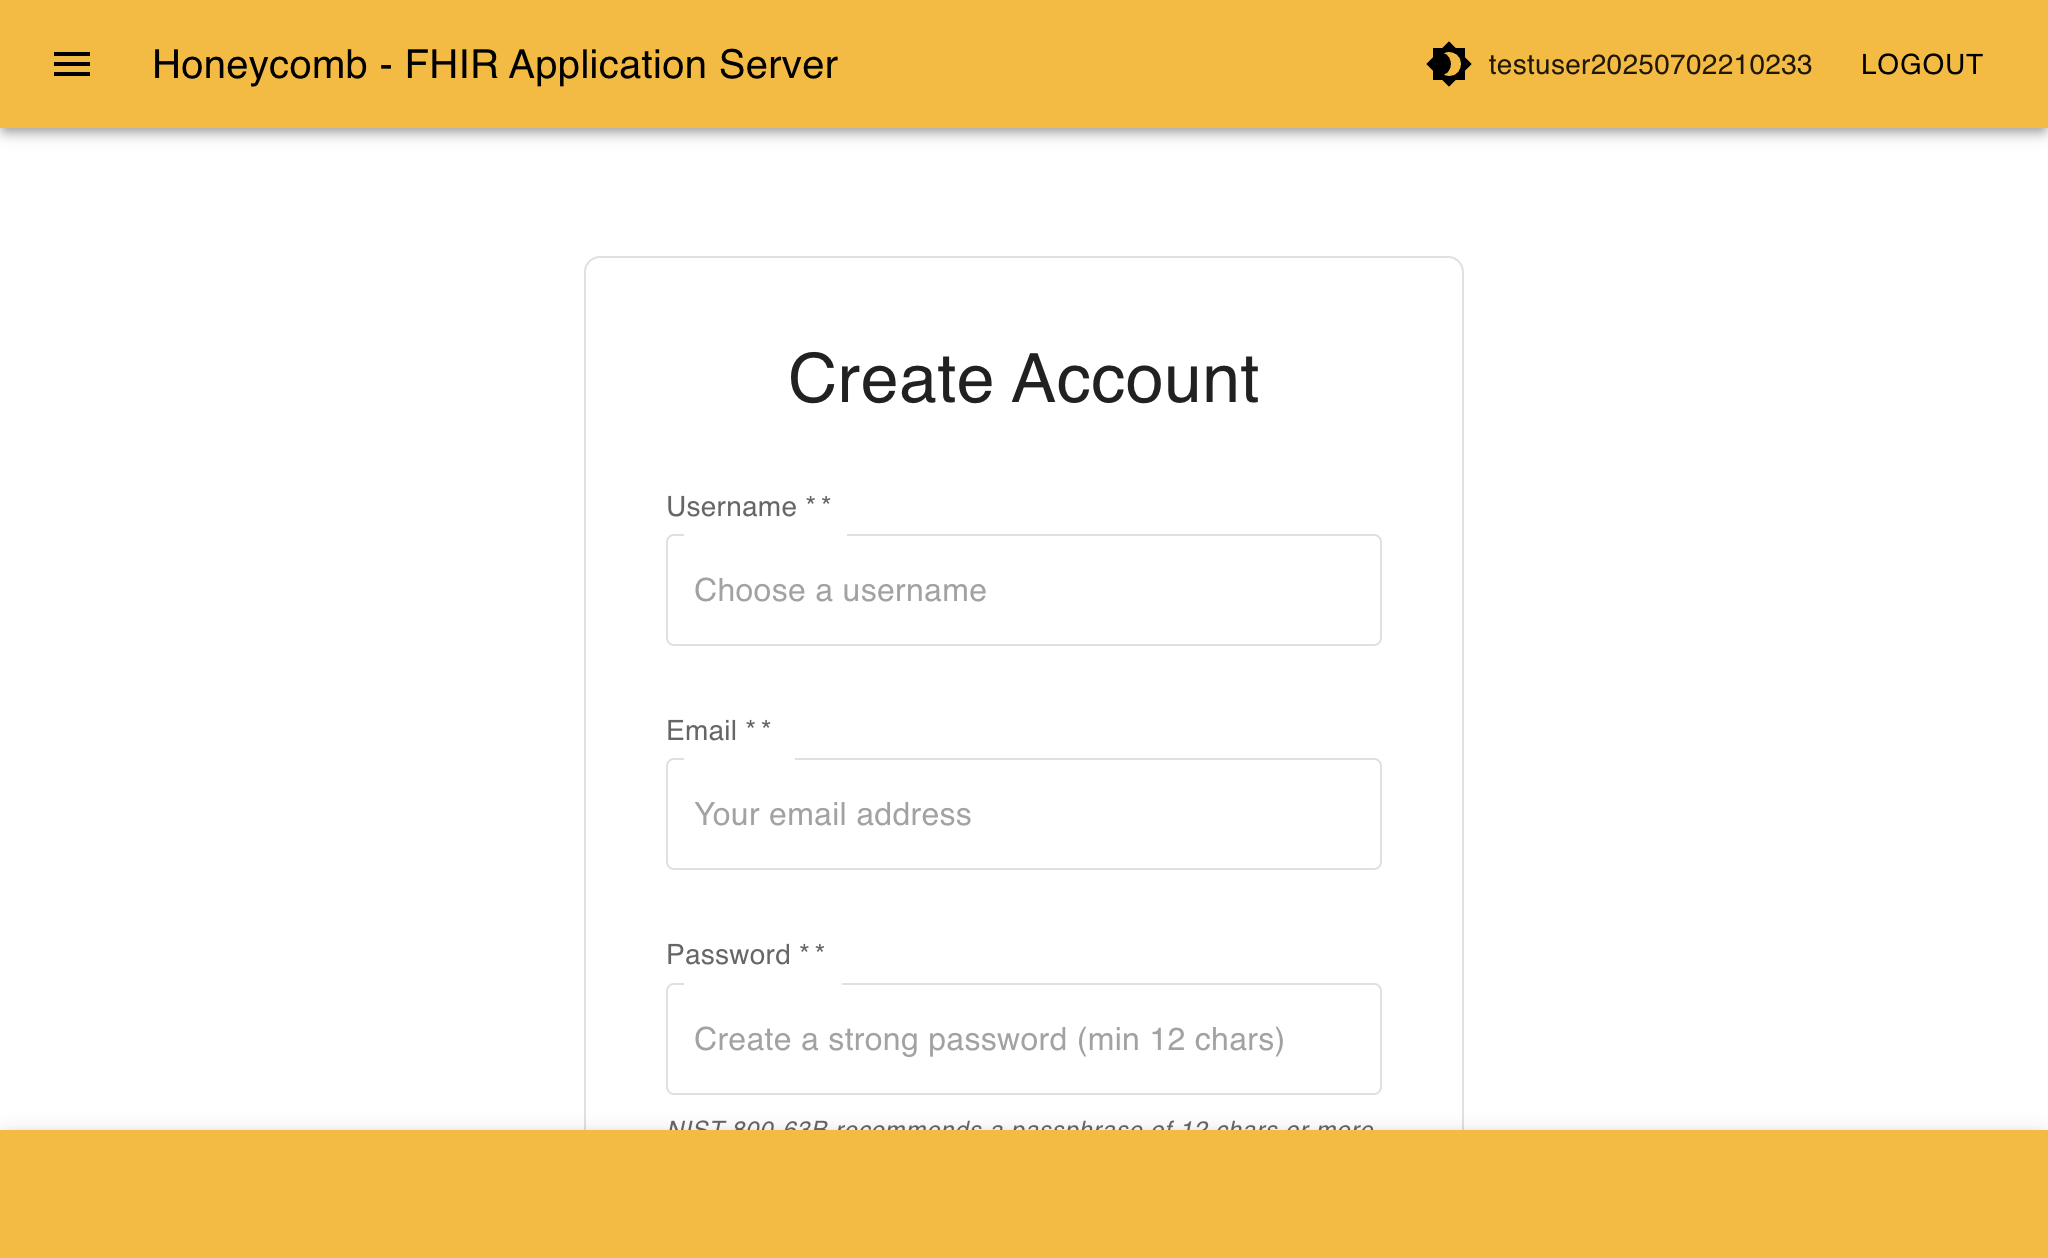 Honeycomb - FHIR Application Server
testuser20250702210233
LOGOUT
Create Account
Username * *
Choose a username
Email * *
Your email address
Password * *
Create a strong password (min 12 chars)
NIST 800-63B recommends a passphrase of 12 chars or more